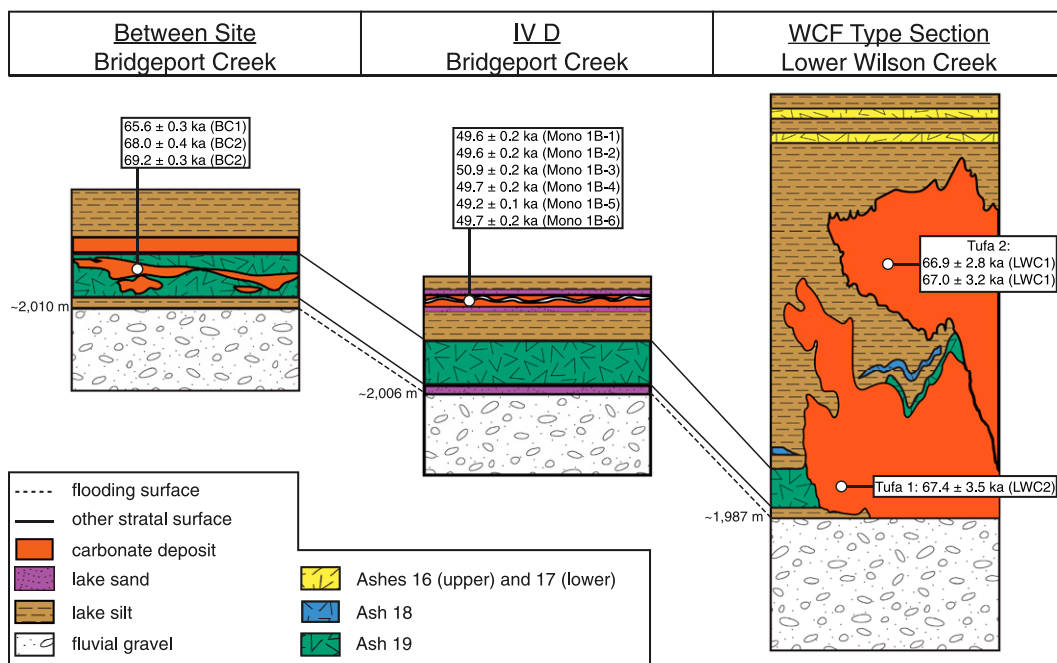 Between Site
Bridgeport Creek
IV D
Bridgeport Creek
WCF Type Section
Lower Wilson Creek
65.6 ± 0.3 ka (BC1)
68.0 ± 0.4 ka (BC2)
69.2 ± 0.3 ka (BC2)
49.6 ± 0.2 ka (Mono 1B-1)
49.6 ± 0.2 ka (Mono 1B-2)
50.9 ± 0.2 ka (Mono 1B-3)
49.7 ± 0.2 ka (Mono 1B-4)
49.2 ± 0.1 ka (Mono 1B-5)
49.7 ± 0.2 ka (Mono 1B-6)
Tufa 2:
66.9 ± 2.8 ka (LWC1)
67.0 ± 3.2 ka (LWC1)
~2,010 m
~2,006 m
Tufa 1: 67.4 ± 3.5 ka (LWC2)
~1,987 m
flooding surface
other stratal surface
carbonate deposit
lake sand
lake silt
fluvial gravel
Ashes 16 (upper) and 17 (lower)
Ash 18
Ash 19